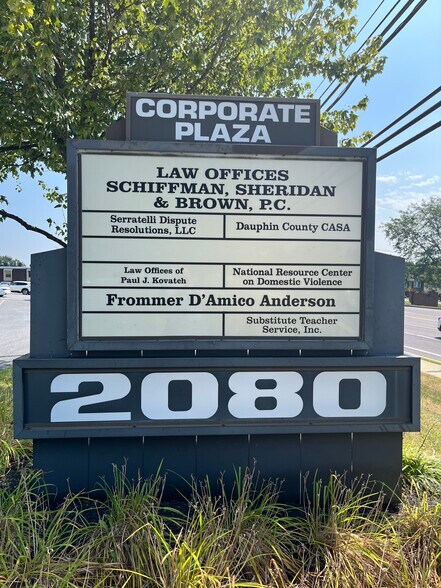 CORPORATE
PLAZA
LAW OFFICES
SCHIFFMAN, SHERIDAN
& BROWN, P.C.
Serratelli Dispute
Resolutions, LLC
Dauphin County CASA
Law Offices of
Paul J. Kovatch
National Resource Center
on Domestic Violence
Frommer D'Amico Anderson
Substitute Teacher
Service, Inc.
2080